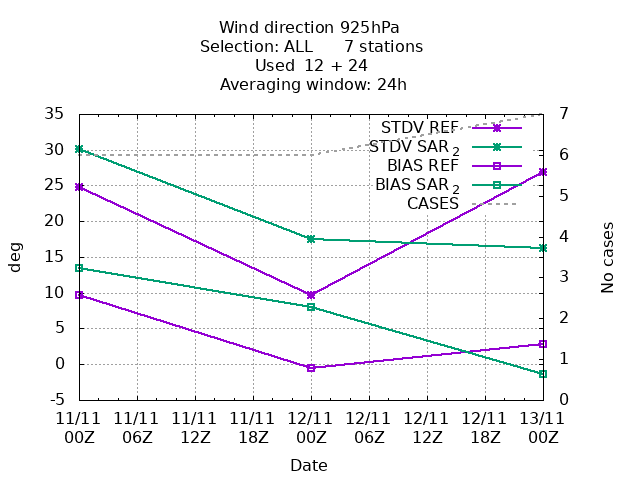 Wind direction 925hPa
Selection: ALL      7 stations
Used  12 + 24
Averaging window: 24h
35
30
25
20
15
10
5
0
-5
deg
7
6
5
4
3
2
1
0
No cases
STDV REF
STDV SAR 2
BIAS REF
BIAS SAR 2
CASES
11/11 11/11 11/11 11/11 12/11 12/11 12/11 12/11 13/11
00Z 06Z 12Z 18Z 00Z 06Z 12Z 18Z 00Z
Date